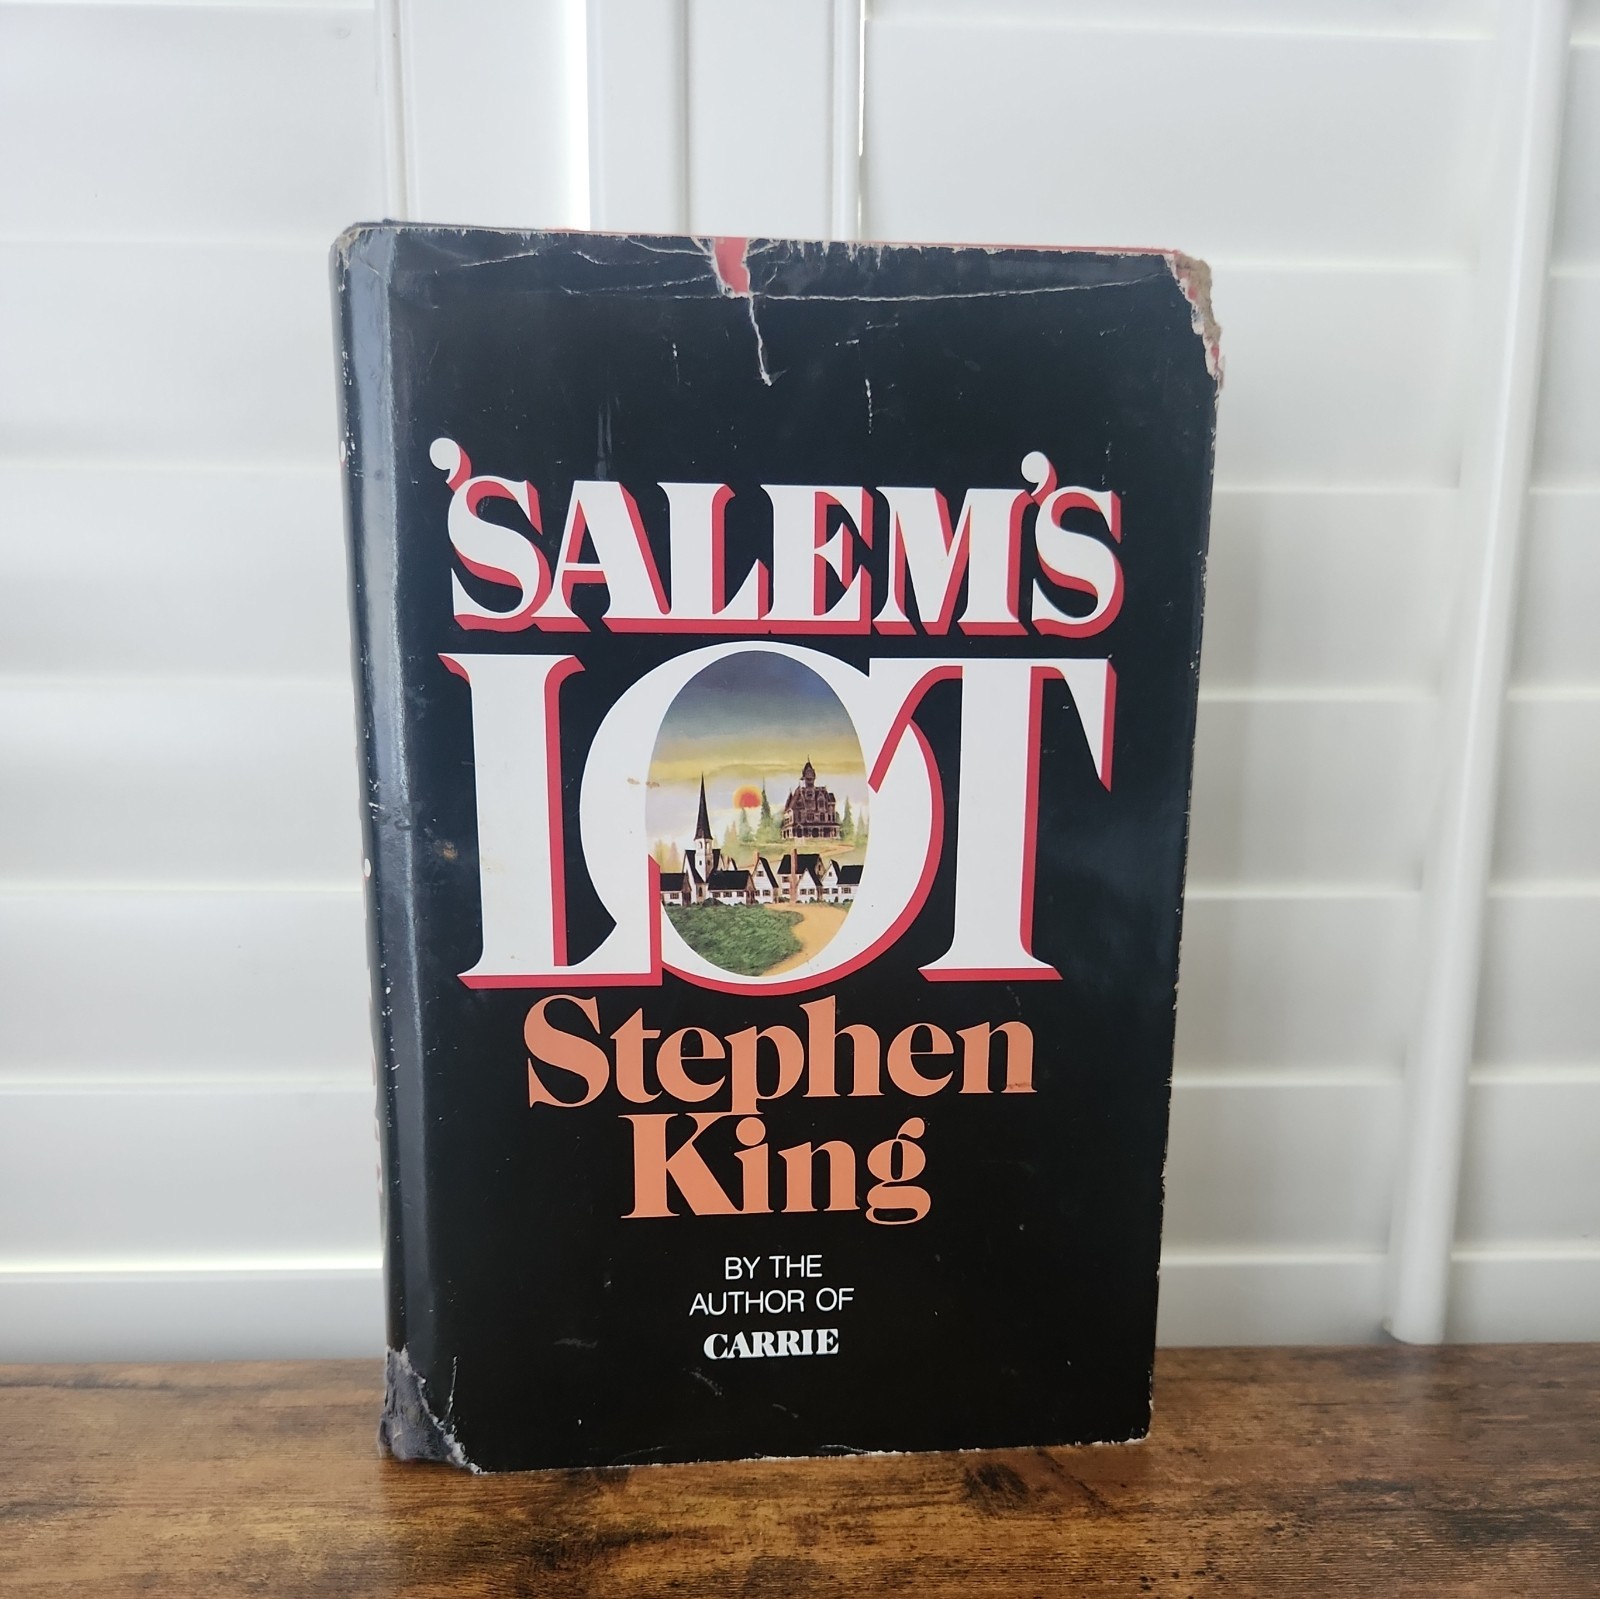 'SALEM'S
LOT
Stephen
King
BY THE
AUTHOR OF
CARRIE